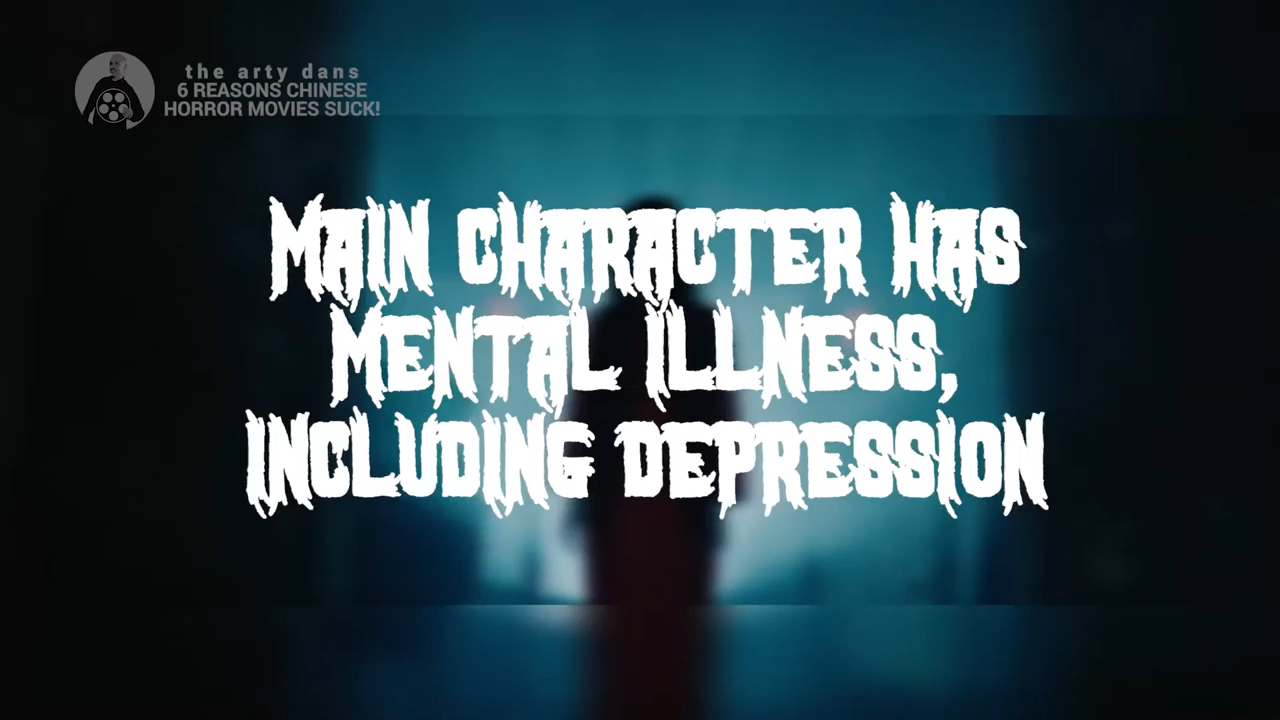 the arty dans
6 REASONS CHINESE
HORROR MOVIES SUCK!
MAIN CHARACTER HAS
MENTAL ILLNESS,
INCLUDING DEPRESSION